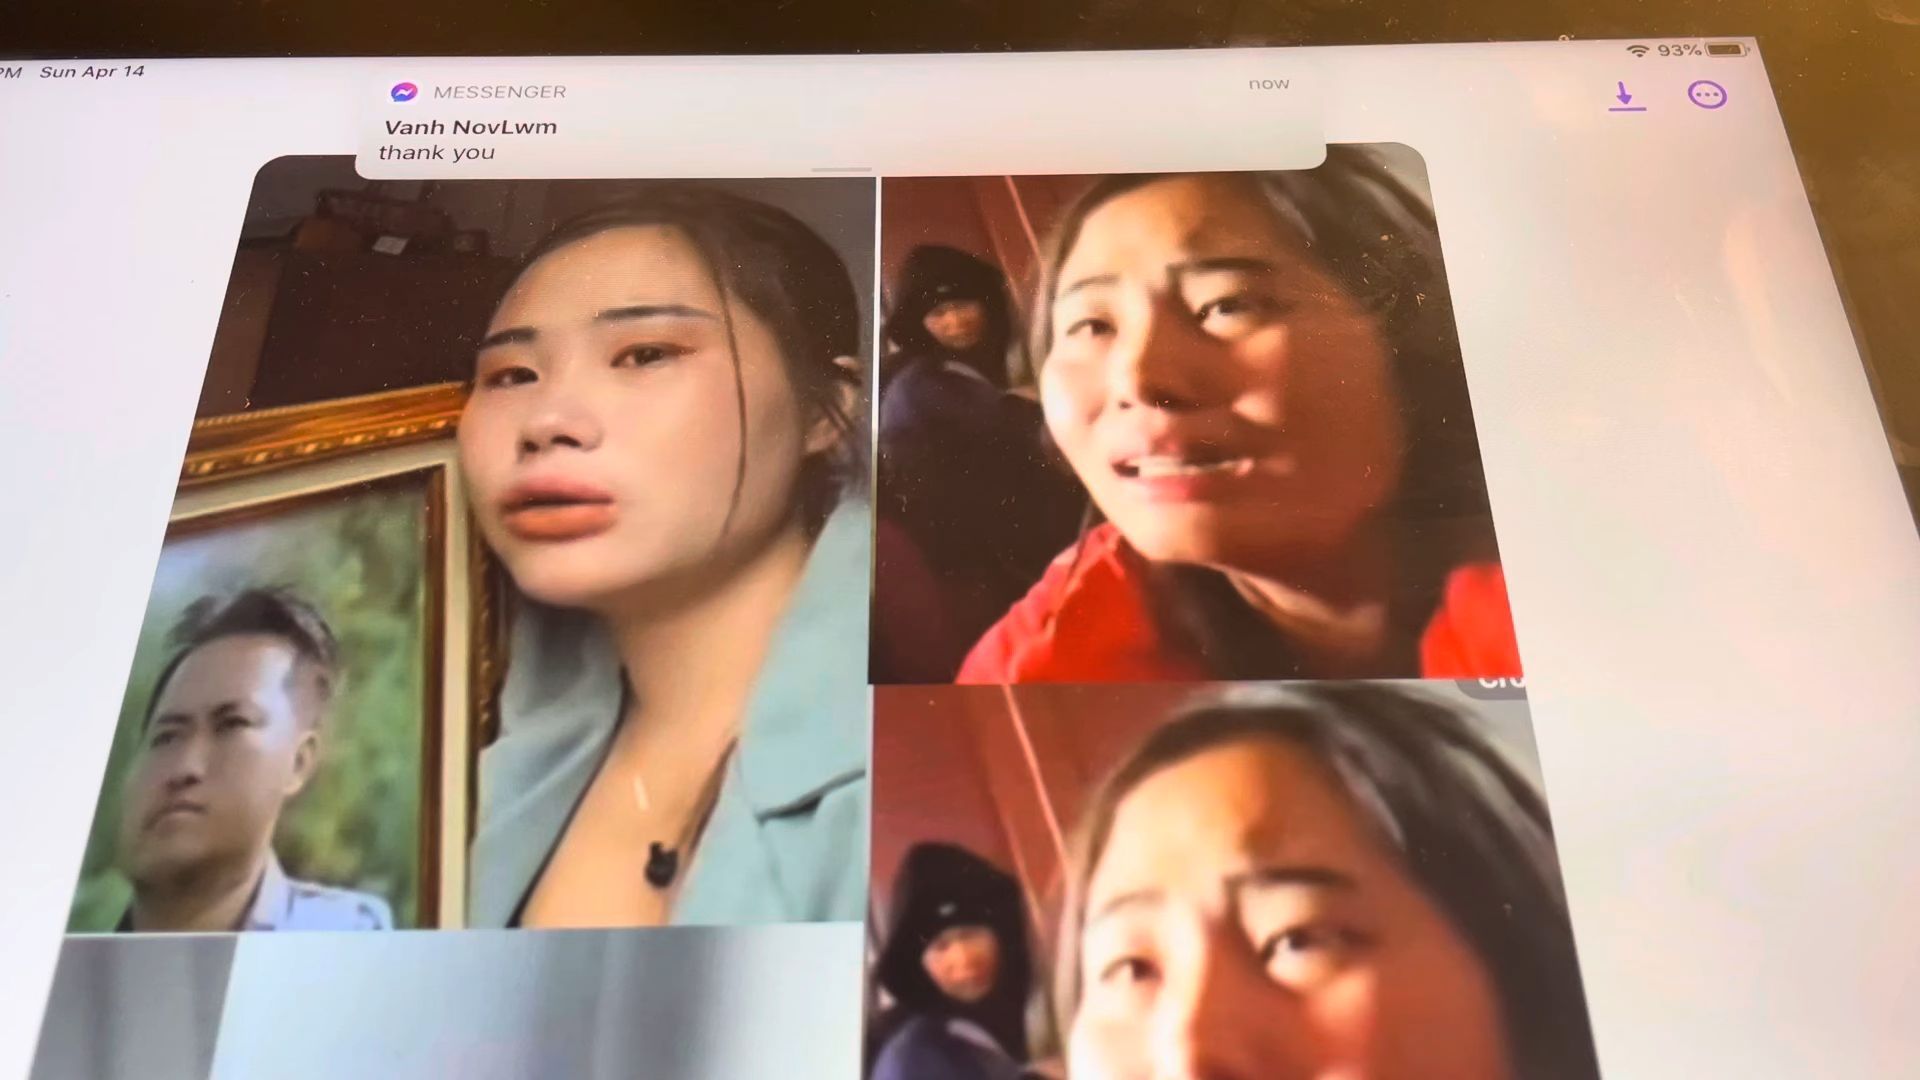 PM Sun Apr 14
93%
MESSENGER
now
Vanh NovLwm
thank you